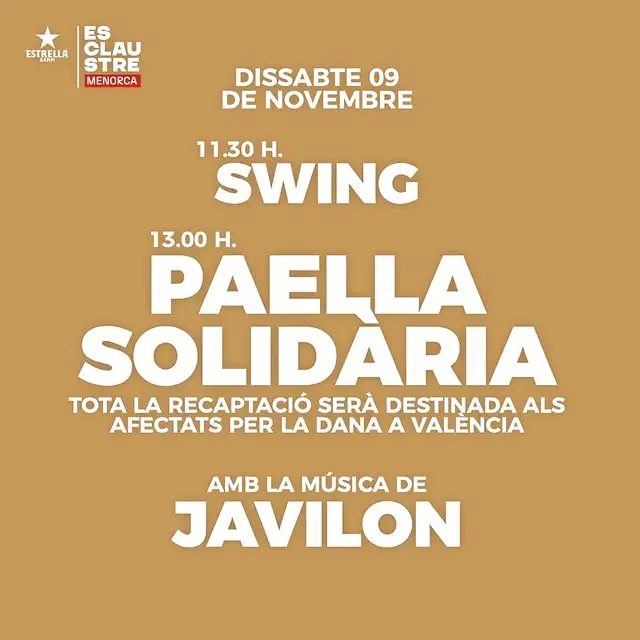 ESTRELLA
DAMM
ES
CLAU
STRE
MENORCA
DISSABTE 09
DE NOVEMBRE
11.30 H.
SWING
13.00 H.
PAELLA
SOLIDÀRIA
TOTA LA RECAPTACIÓ SERÀ DESTINADA ALS
AFECTATS PER LA DANA A VALÈNCIA
AMB LA MÚSICA DE
JAVILON